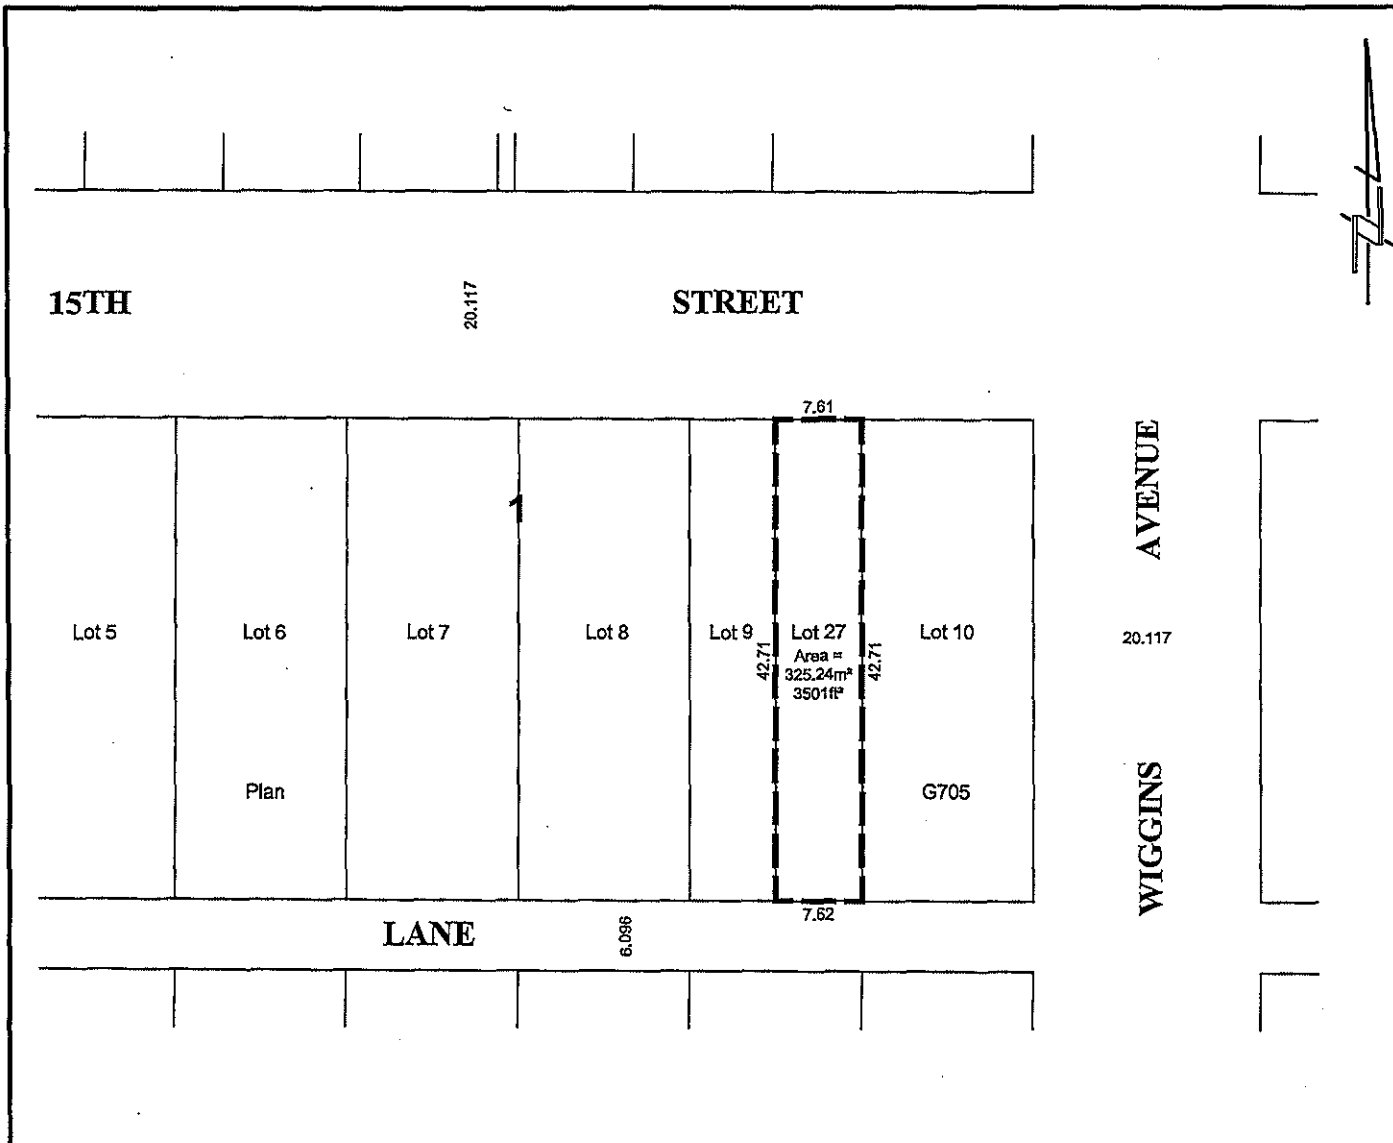 15TH STREET
20.117
7.61
1
AVENUE
Lot 5
Lot 6
Lot 7
Lot 8
Lot 9
Lot 27
Area =
325.24m²
3501ft²
42.71
42.71
Lot 10
20.117
Plan
G705
WIGGINS
7.62
LANE
6.096